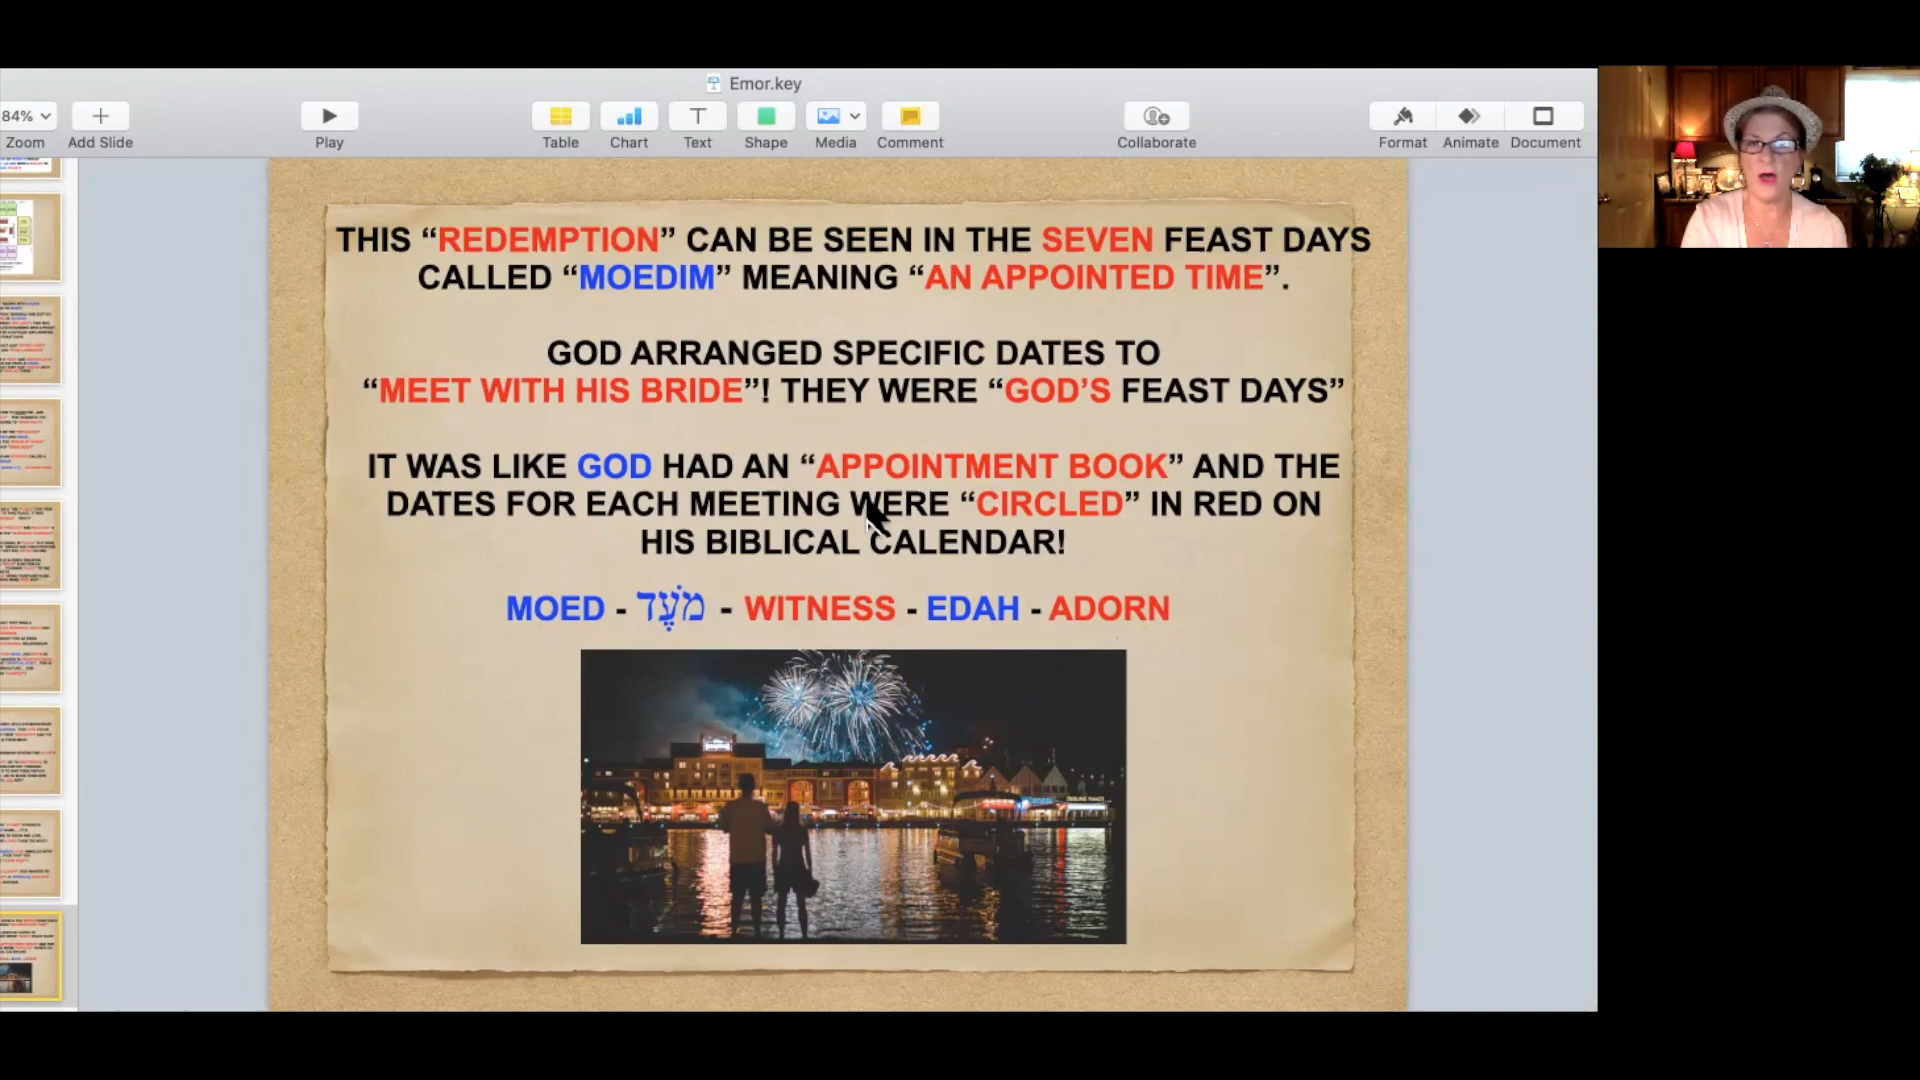 Emor.key
84%
Zoom
Add Slide
Play
Table
Chart
Text
Shape
Media
Comment
Collaborate
Format
Animate
Document
THIS “REDEMPTION” CAN BE SEEN IN THE SEVEN FEAST DAYS
CALLED “MOEDIM” MEANING “AN APPOINTED TIME”.
GOD ARRANGED SPECIFIC DATES TO
“MEET WITH HIS BRIDE”! THEY WERE “GOD’S FEAST DAYS”
IT WAS LIKE GOD HAD AN “APPOINTMENT BOOK” AND THE
DATES FOR EACH MEETING WERE “CIRCLED” IN RED ON
HIS BIBLICAL CALENDAR!
MOED - מֹעֶד - WITNESS - EDAH - ADORN